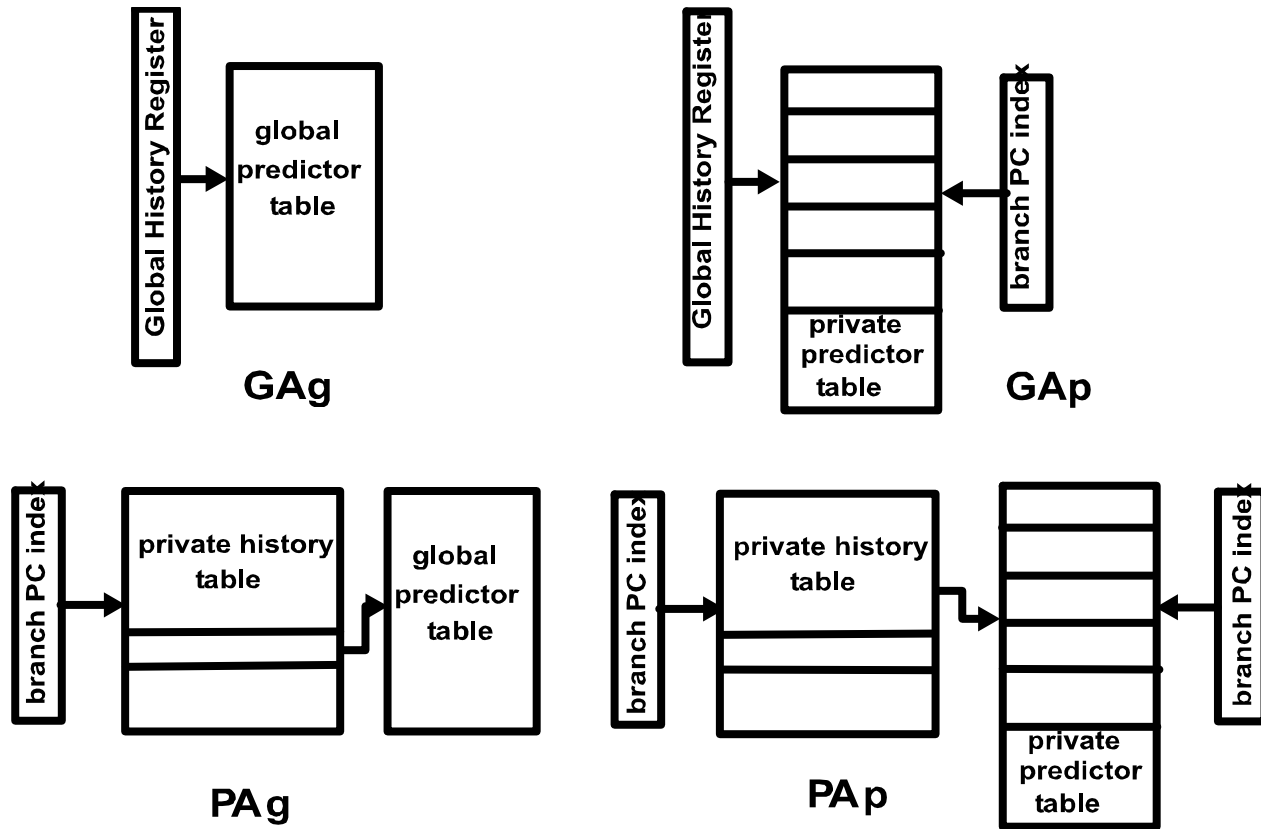 Global History Register
global
predictor
table
GAg
Global History Register
private
predictor
table
branch PC index
GAp
branch PC index
private history
table
global
predictor
table
PAg
branch PC index
private history
table
private
predictor
table
branch PC index
PAp